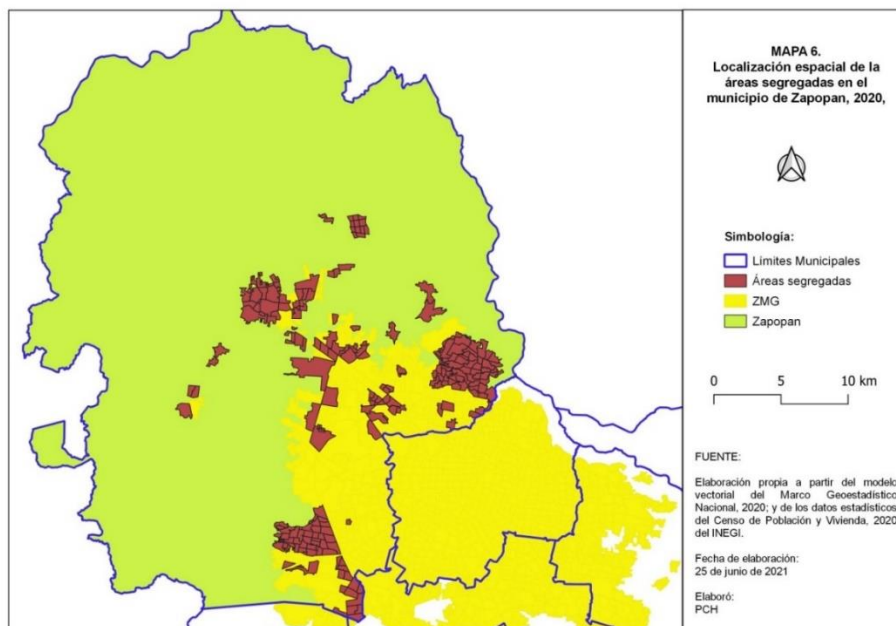 MAPA 6.
Localización espacial de la
áreas segregadas en el
municipio de Zapopan, 2020,
Simbología:
Límites Municipales
Áreas segregadas
ZMG
Zapopan
0 5 10 km
FUENTE:
Elaboración propia a partir del modelo
vectorial del Marco Geoestadístico
Nacional, 2020; y de los datos estadísticos
del Censo de Población y Vivienda, 2020
del INEGI.
Fecha de elaboración:
25 de junio de 2021
Elaboró:
PCH